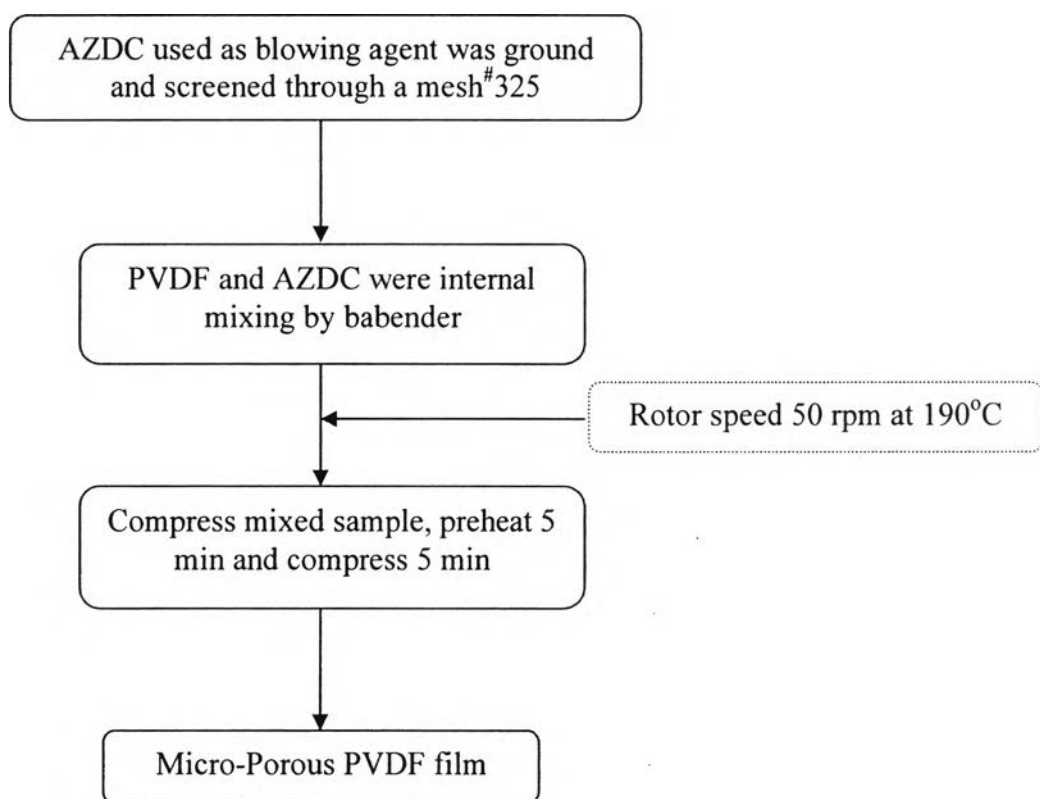 AZDC used as blowing agent was ground
and screened through a mesh#325
PVDF and AZDC were internal
mixing by babender
Rotor speed 50 rpm at 190°C
Compress mixed sample, preheat 5
min and compress 5 min
Micro-Porous PVDF film